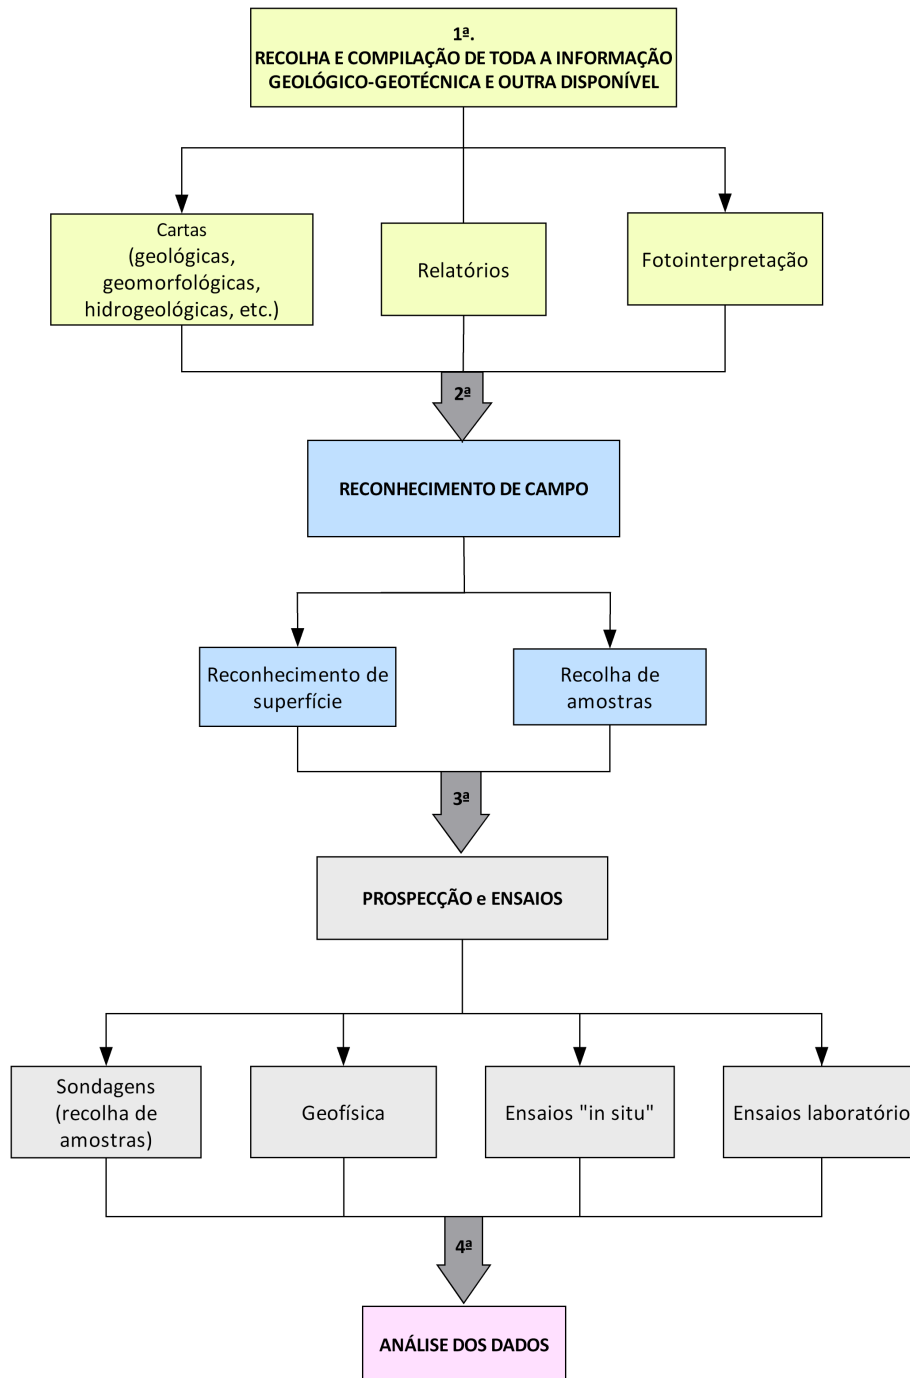 1ª.
RECOLHA E COMPILAÇÃO DE TODA A INFORMAÇÃO
GEOLÓGICO-GEOTÉCNICA E OUTRA DISPONÍVEL
Cartas
(geológicas,
geomorfológicas,
hidrogeológicas, etc.)
Relatórios
Fotointerpretação
2ª
RECONHECIMENTO DE CAMPO
Reconhecimento de
superfície
Recolha de
amostras
3ª
PROSPECÇÃO e ENSAIOS
Sondagens
(recolha de
amostras)
Geofísica
Ensaios "in situ"
Ensaios laboratório
4ª
ANÁLISE DOS DADOS